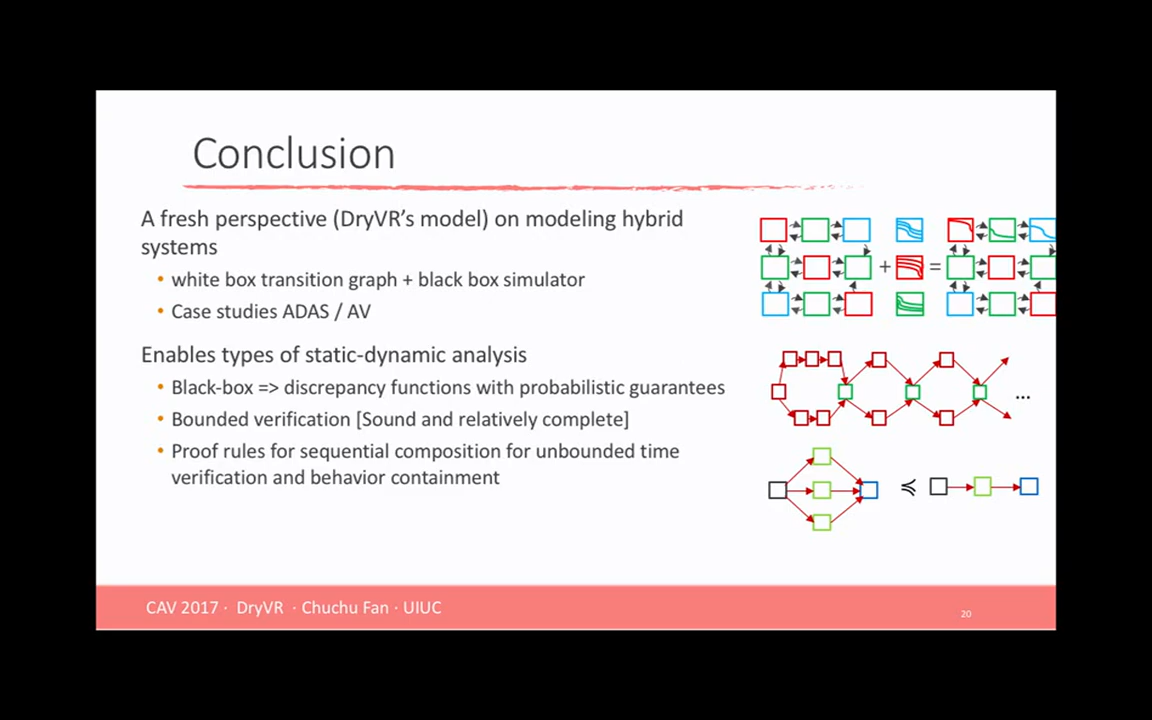 Conclusion
A fresh perspective (DryVR's model) on modeling hybrid
systems
• white box transition graph + black box simulator
• Case studies ADAS / AV
Enables types of static-dynamic analysis
• Black-box => discrepancy functions with probabilistic guarantees
• Bounded verification [Sound and relatively complete]
• Proof rules for sequential composition for unbounded time
verification and behavior containment
+ =
...
≼
CAV 2017 · DryVR · Chuchu Fan · UIUC
20